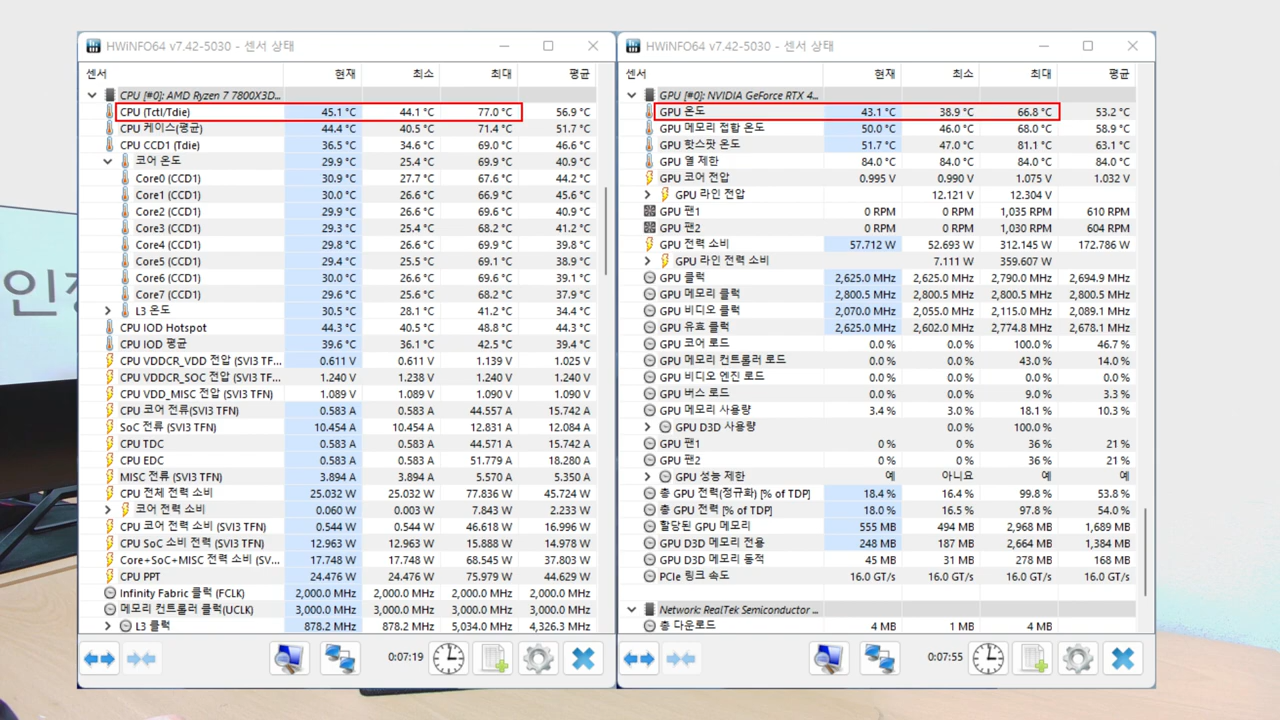 HWiNFO64 v7.42-5030 - 센서 상태
센서 현재 최소 최대 평균
CPU [#0]: AMD Ryzen 7 7800X3D...
CPU (Tctl/Tdie) 45.1 °C 44.1 °C 77.0 °C 56.9 °C
CPU 케이스(평균) 44.4 °C 40.5 °C 71.4 °C 51.7 °C
CPU CCD1 (Tdie) 36.5 °C 34.6 °C 69.0 °C 46.6 °C
코어 온도 29.9 °C 25.4 °C 69.9 °C 40.9 °C
Core0 (CCD1) 30.9 °C 27.7 °C 67.6 °C 44.2 °C
Core1 (CCD1) 30.0 °C 26.6 °C 66.9 °C 45.6 °C
Core2 (CCD1) 29.9 °C 26.6 °C 69.6 °C 40.9 °C
Core3 (CCD1) 29.3 °C 25.4 °C 68.2 °C 41.2 °C
Core4 (CCD1) 29.8 °C 26.6 °C 69.9 °C 39.8 °C
Core5 (CCD1) 29.4 °C 25.5 °C 69.1 °C 38.9 °C
Core6 (CCD1) 30.0 °C 26.6 °C 69.6 °C 39.1 °C
Core7 (CCD1) 29.6 °C 25.6 °C 68.2 °C 37.9 °C
L3 온도 30.5 °C 28.1 °C 41.2 °C 34.4 °C
CPU IOD Hotspot 44.3 °C 40.5 °C 48.8 °C 44.3 °C
CPU IOD 평균 39.6 °C 36.1 °C 42.5 °C 39.4 °C
CPU VDDCR_VDD 전압 (SVI3 TF... 0.611 V 0.611 V 1.139 V 1.025 V
CPU VDDCR_SOC 전압 (SVI3 TF... 1.240 V 1.238 V 1.240 V 1.240 V
CPU VDD_MISC 전압 (SVI3 TFN) 1.089 V 1.089 V 1.090 V 1.090 V
CPU 코어 전류(SVI3 TFN) 0.583 A 0.583 A 44.557 A 15.742 A
SoC 전류 (SVI3 TFN) 10.454 A 10.454 A 12.831 A 12.084 A
CPU TDC 0.583 A 0.583 A 44.571 A 15.742 A
CPU EDC 0.583 A 0.583 A 51.779 A 18.280 A
MISC 전류 (SVI3 TFN) 3.894 A 3.894 A 5.570 A 5.350 A
CPU 전체 전력 소비 25.032 W 25.032 W 77.836 W 45.724 W
코어 전력 소비 0.060 W 0.003 W 7.843 W 2.233 W
CPU 코어 전력 소비 (SVI3 TFN) 0.544 W 0.544 W 46.618 W 16.996 W
CPU SoC 소비 전력 (SVI3 TFN) 12.963 W 12.963 W 15.888 W 14.978 W
Core+SoC+MISC 전력 소비 (SV... 17.748 W 17.748 W 68.545 W 37.803 W
CPU PPT 24.476 W 24.476 W 75.979 W 44.629 W
Infinity Fabric 클럭 (FCLK) 2,000.0 MHz 2,000.0 MHz 2,000.0 MHz 2,000.0 MHz
메모리 컨트롤러 클럭(UCLK) 3,000.0 MHz 3,000.0 MHz 3,000.0 MHz 3,000.0 MHz
L3 클럭 878.2 MHz 878.2 MHz 5,034.0 MHz 4,326.3 MHz
0:07:19
HWiNFO64 v7.42-5030 - 센서 상태
센서 현재 최소 최대 평균
GPU [#0]: NVIDIA GeForce RTX 4...
GPU 온도 43.1 °C 38.9 °C 66.8 °C 53.2 °C
GPU 메모리 접합 온도 50.0 °C 46.0 °C 68.0 °C 58.9 °C
GPU 핫스팟 온도 51.7 °C 47.0 °C 81.1 °C 63.1 °C
GPU 열 제한 84.0 °C 84.0 °C 84.0 °C 84.0 °C
GPU 코어 전압 0.995 V 0.990 V 1.075 V 1.032 V
GPU 라인 전압 12.121 V 12.304 V
GPU 팬1 0 RPM 0 RPM 1,035 RPM 610 RPM
GPU 팬2 0 RPM 0 RPM 1,030 RPM 604 RPM
GPU 전력 소비 57.712 W 52.693 W 312.145 W 172.786 W
GPU 라인 전력 소비 7.111 W 359.607 W
GPU 클럭 2,625.0 MHz 2,625.0 MHz 2,790.0 MHz 2,694.9 MHz
GPU 메모리 클럭 2,800.5 MHz 2,800.5 MHz 2,800.5 MHz 2,800.5 MHz
GPU 비디오 클럭 2,070.0 MHz 2,055.0 MHz 2,115.0 MHz 2,089.1 MHz
GPU 유효 클럭 2,625.0 MHz 2,602.0 MHz 2,774.8 MHz 2,678.1 MHz
GPU 코어 로드 0.0 % 0.0 % 100.0 % 46.7 %
GPU 메모리 컨트롤러 로드 0.0 % 0.0 % 43.0 % 14.0 %
GPU 비디오 엔진 로드 0.0 % 0.0 % 0.0 % 0.0 %
GPU 버스 로드 0.0 % 0.0 % 9.0 % 3.3 %
GPU 메모리 사용량 3.4 % 3.0 % 18.1 % 10.3 %
GPU D3D 사용량 0.0 % 100.0 %
GPU 팬1 0 % 0 % 36 % 21 %
GPU 팬2 0 % 0 % 36 % 21 %
GPU 성능 제한 예 아니요 예 예
총 GPU 전력(정규화) [% of TDP] 18.4 % 16.4 % 99.8 % 53.8 %
총 GPU 전력 [% of TDP] 18.0 % 16.5 % 97.8 % 54.0 %
할당된 GPU 메모리 555 MB 494 MB 2,968 MB 1,689 MB
GPU D3D 메모리 전용 248 MB 187 MB 2,664 MB 1,384 MB
GPU D3D 메모리 동적 45 MB 31 MB 278 MB 168 MB
PCIe 링크 속도 16.0 GT/s 16.0 GT/s 16.0 GT/s 16.0 GT/s
Network: RealTek Semiconductor ...
총 다운로드 4 MB 1 MB 4 MB
0:07:55